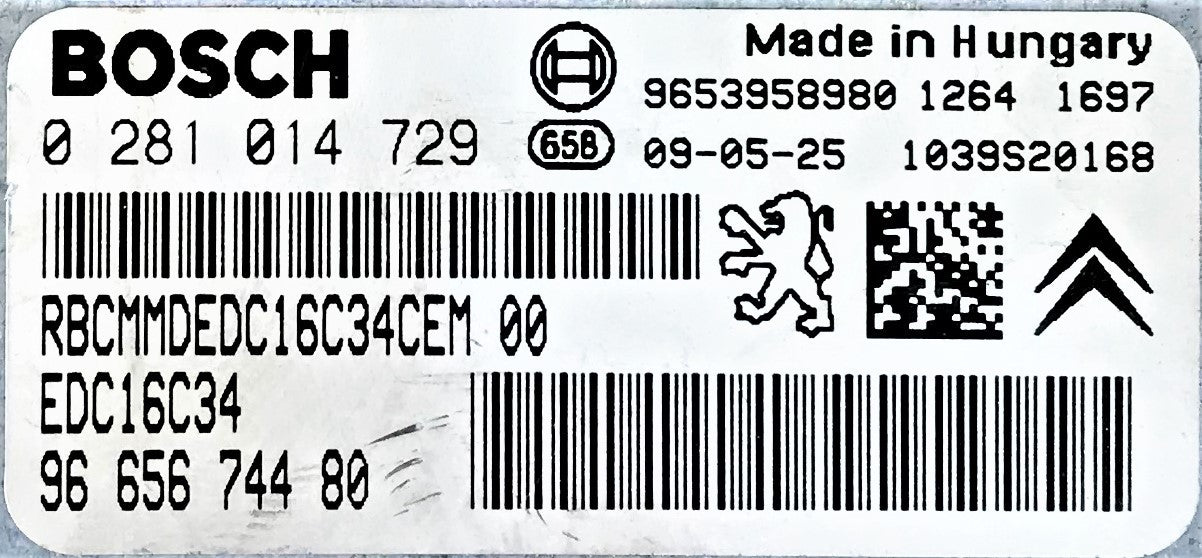 BOSCH
Made in Hungary
9653958980 1264 1697
0 281 014 729
65B
09-05-25 1039S20168
RBCMMDEDC16C34CEM 00
EDC16C34
96 656 744 80